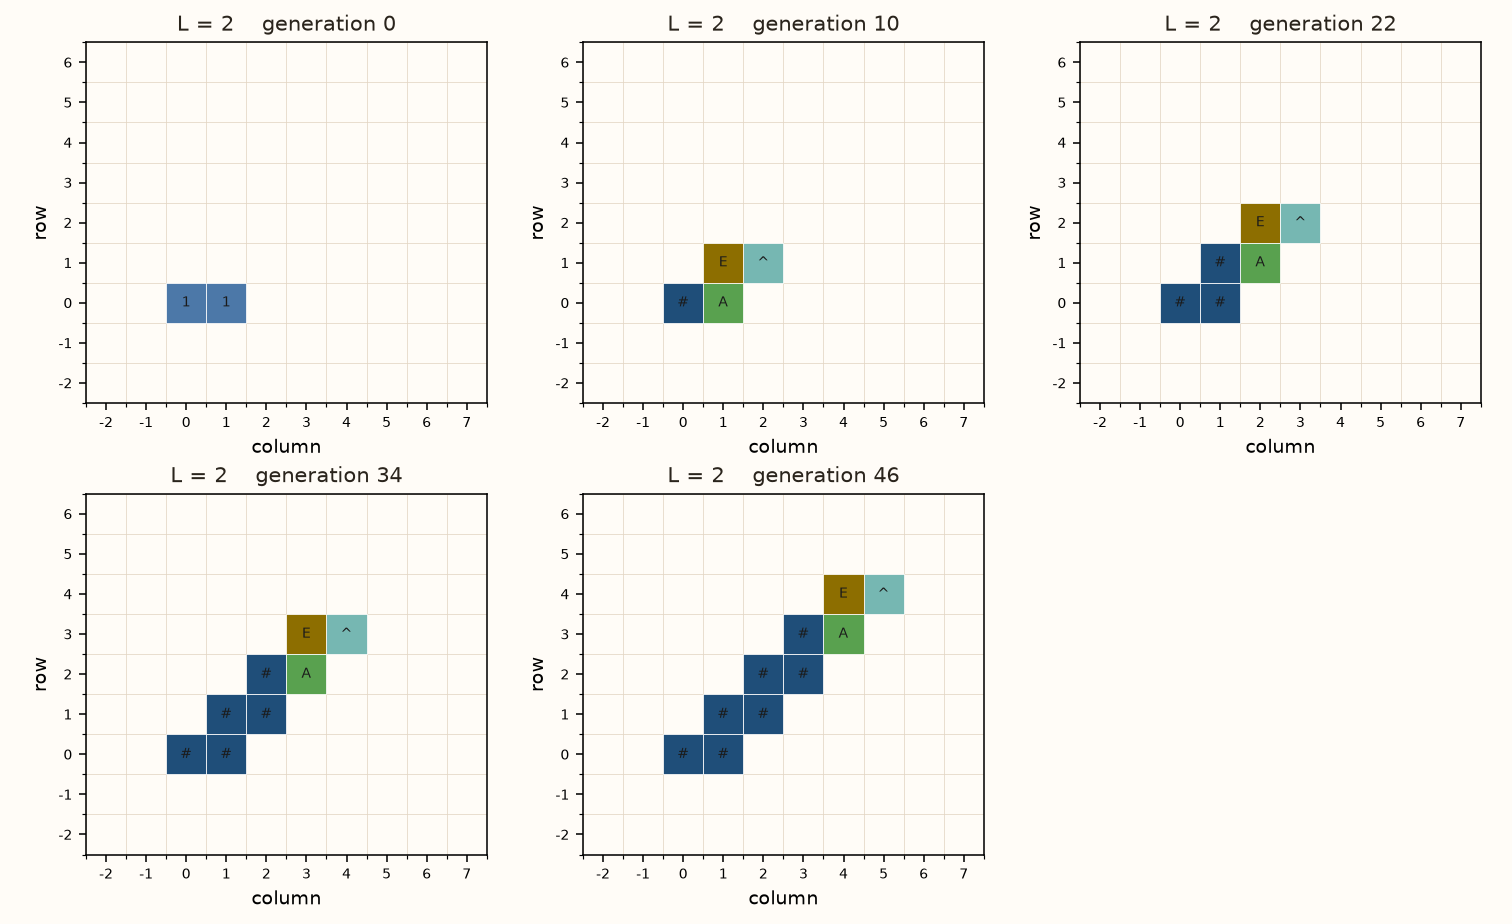 L = 2    generation 0
row
6
5
4
3
2
1
0
-1
-2
1 1
-2 -1 0 1 2 3 4 5 6 7
column
L = 2    generation 10
row
6
5
4
3
2
1
0
-1
-2
E ^
# A
-2 -1 0 1 2 3 4 5 6 7
column
L = 2    generation 22
row
6
5
4
3
2
1
0
-1
-2
E ^
# A
# #
-2 -1 0 1 2 3 4 5 6 7
column
L = 2    generation 34
row
6
5
4
3
2
1
0
-1
-2
E ^
# A
# #
# #
-2 -1 0 1 2 3 4 5 6 7
column
L = 2    generation 46
row
6
5
4
3
2
1
0
-1
-2
E ^
# A
# #
# #
# #
-2 -1 0 1 2 3 4 5 6 7
column